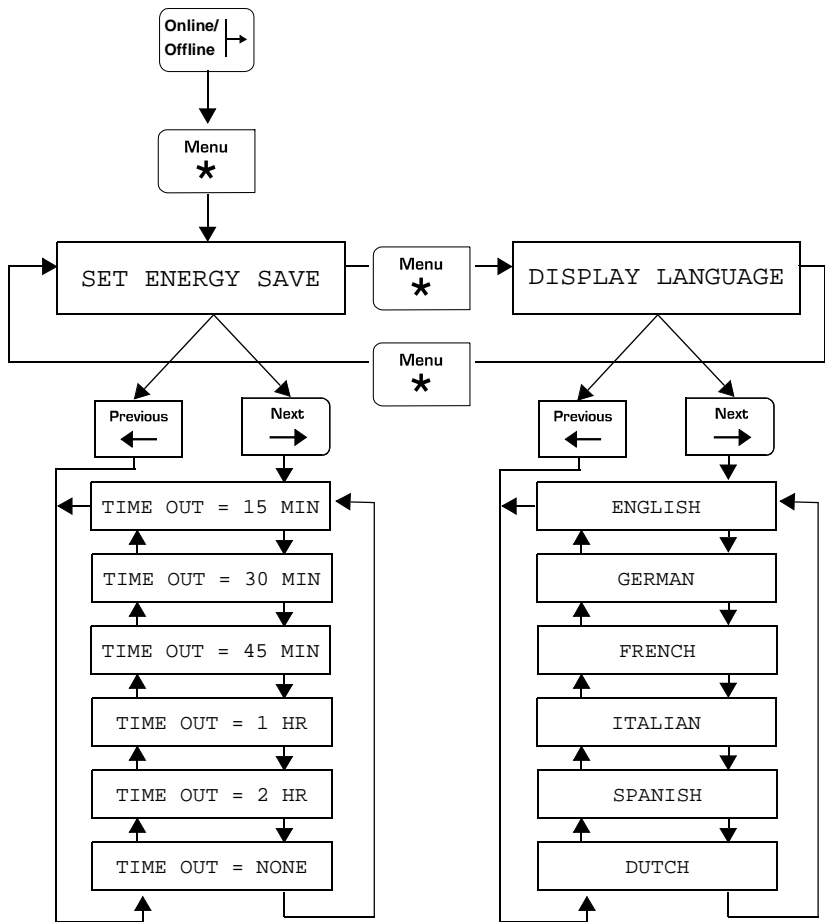 Online/
Offline
Menu
*
SET ENERGY SAVE
Menu
*
DISPLAY LANGUAGE
Menu
*
Previous
Next
Previous
Next
TIME OUT = 15 MIN
TIME OUT = 30 MIN
TIME OUT = 45 MIN
TIME OUT = 1 HR
TIME OUT = 2 HR
TIME OUT = NONE
ENGLISH
GERMAN
FRENCH
ITALIAN
SPANISH
DUTCH